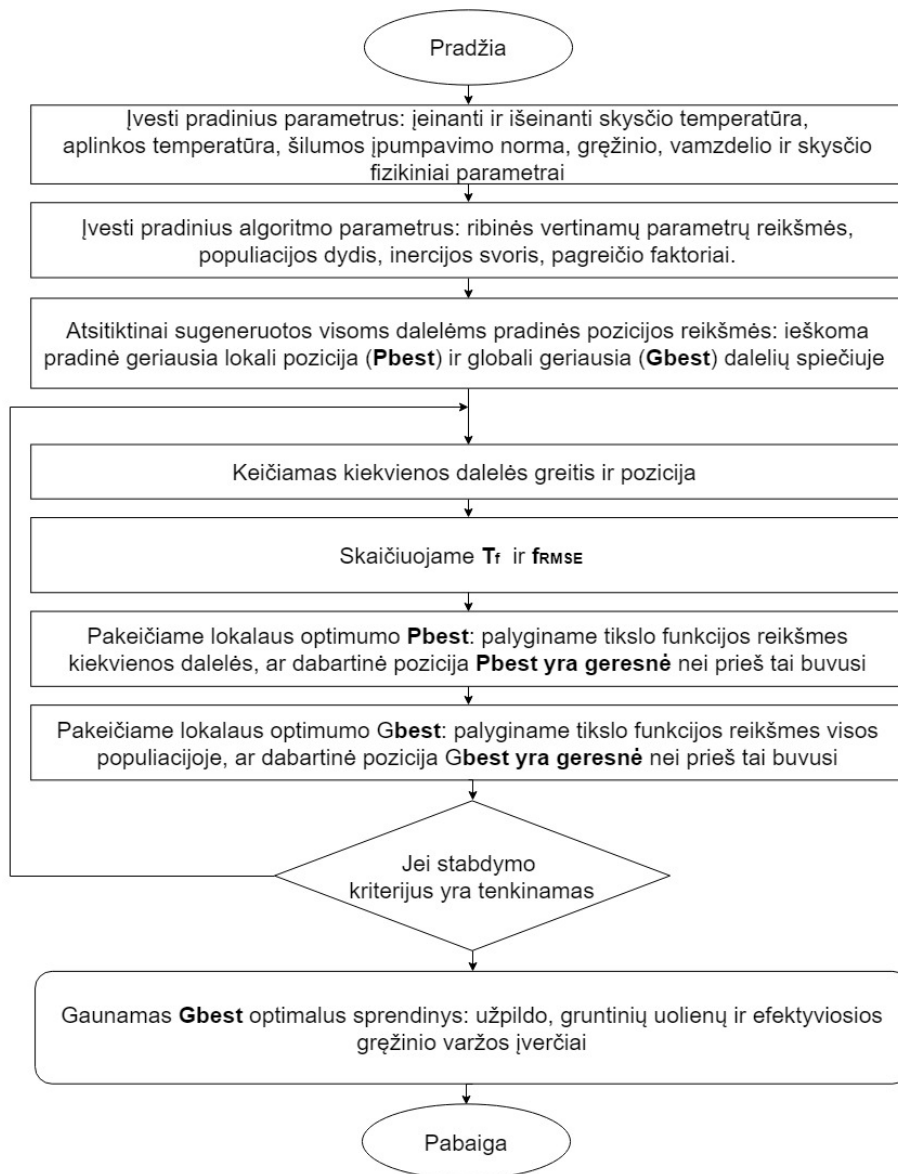 Pradžia
Įvesti pradinius parametrus: įeinanti ir išeinanti skysčio temperatūra,
aplinkos temperatūra, šilumos įpumpavimo norma, gręžinio, vamzdelio ir skysčio
fizikiniai parametrai
Įvesti pradinius algoritmo parametrus: ribinės vertinamų parametrų reikšmės,
populiacijos dydis, inercijos svoris, pagreičio faktoriai.
Atsitiktinai sugeneruotos visoms dalelėms pradinės pozicijos reikšmės: ieškoma
pradinė geriausia lokali pozicija (Pbest) ir globali geriausia (Gbest) dalelių spiečiuje
Keičiamas kiekvienos dalelės greitis ir pozicija
Skaičiuojame Tf ir fRMSE
Pakeičiame lokalaus optimumo Pbest: palyginame tikslo funkcijos reikšmes
kiekvienos dalelės, ar dabartinė pozicija Pbest yra geresnė nei prieš tai buvusi
Pakeičiame lokalaus optimumo Gbest: palyginame tikslo funkcijos reikšmes visos
populiacijoje, ar dabartinė pozicija Gbest yra geresnė nei prieš tai buvusi
Jei stabdymo
kriterijus yra tenkinamas
Gaunamas Gbest optimalus sprendinys: užpildo, gruntinių uolienų ir efektyviosios
gręžinio varžos įverčiai
Pabaiga